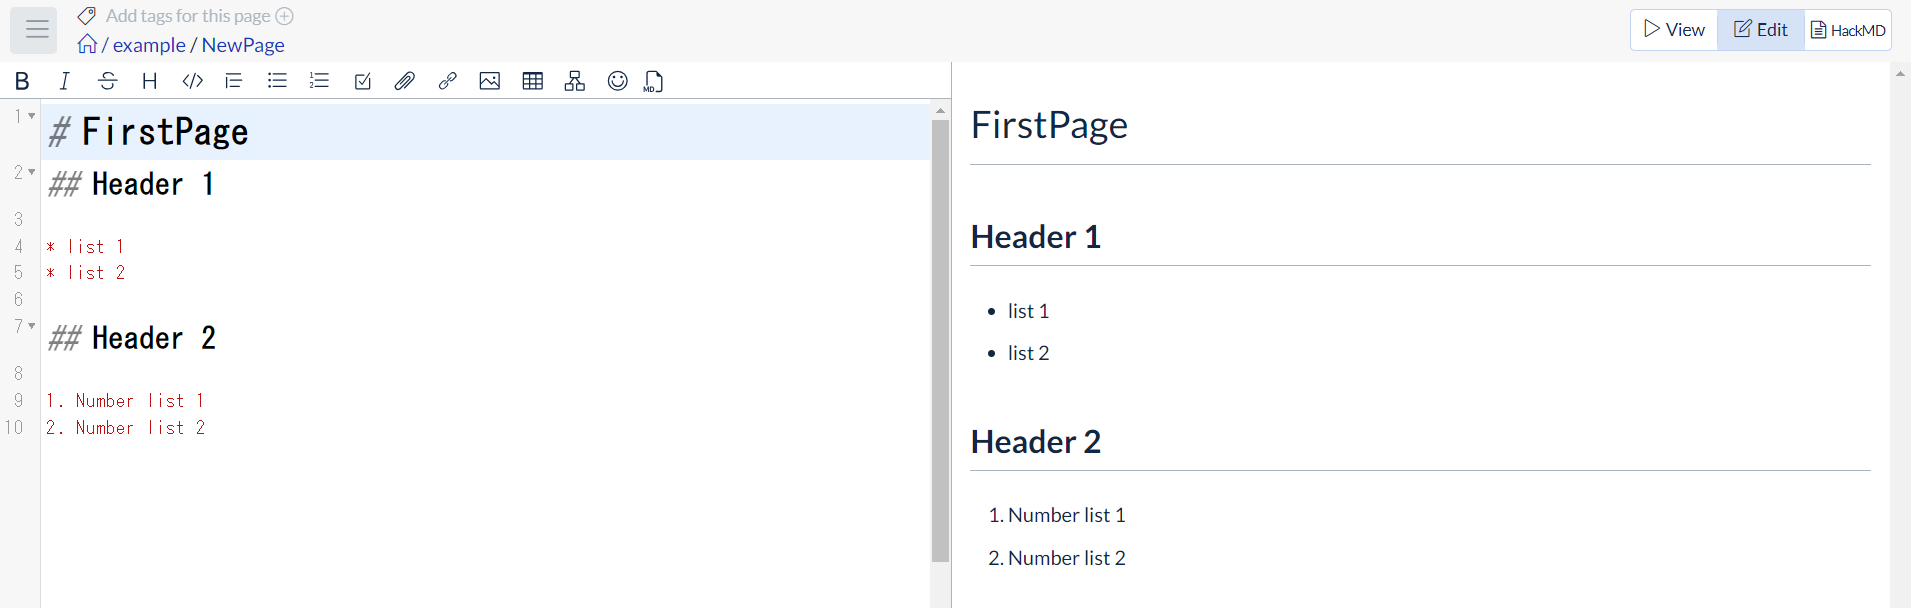 Add tags for this page
/ example / NewPage
View Edit HackMD
B I S H </> MD
1 # FirstPage
2 ## Header 1
3
4 * list 1
5 * list 2
6
7 ## Header 2
8
9 1. Number list 1
10 2. Number list 2
FirstPage
Header 1
• list 1
• list 2
Header 2
1. Number list 1
2. Number list 2